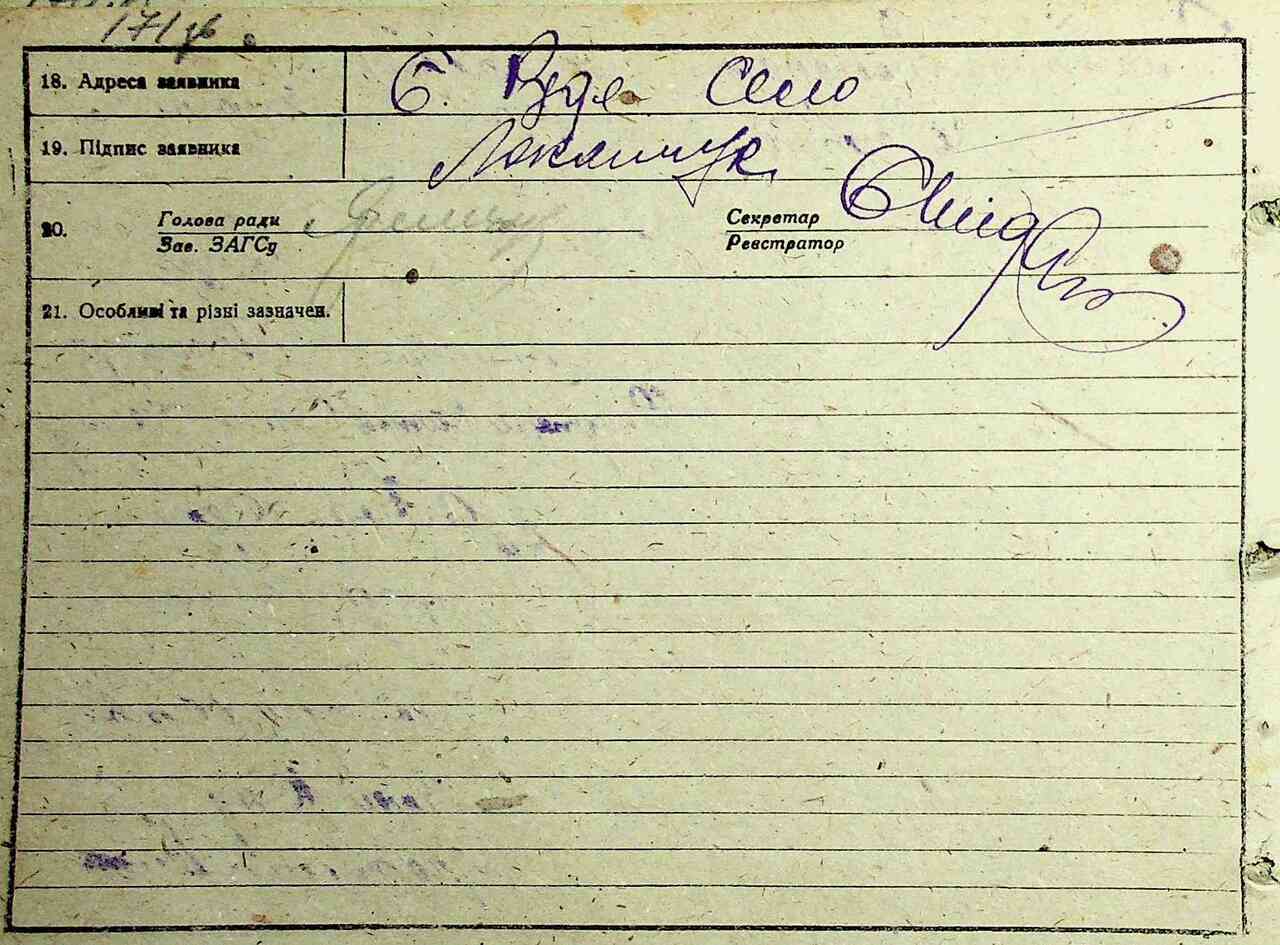 171 зв
18. Адреса заявника С. Руда Село
19. Підпис заявника
20. Голова ради Секретар
Зав. ЗАГСу Реєстратор
21. Особливі та різні зазначен.